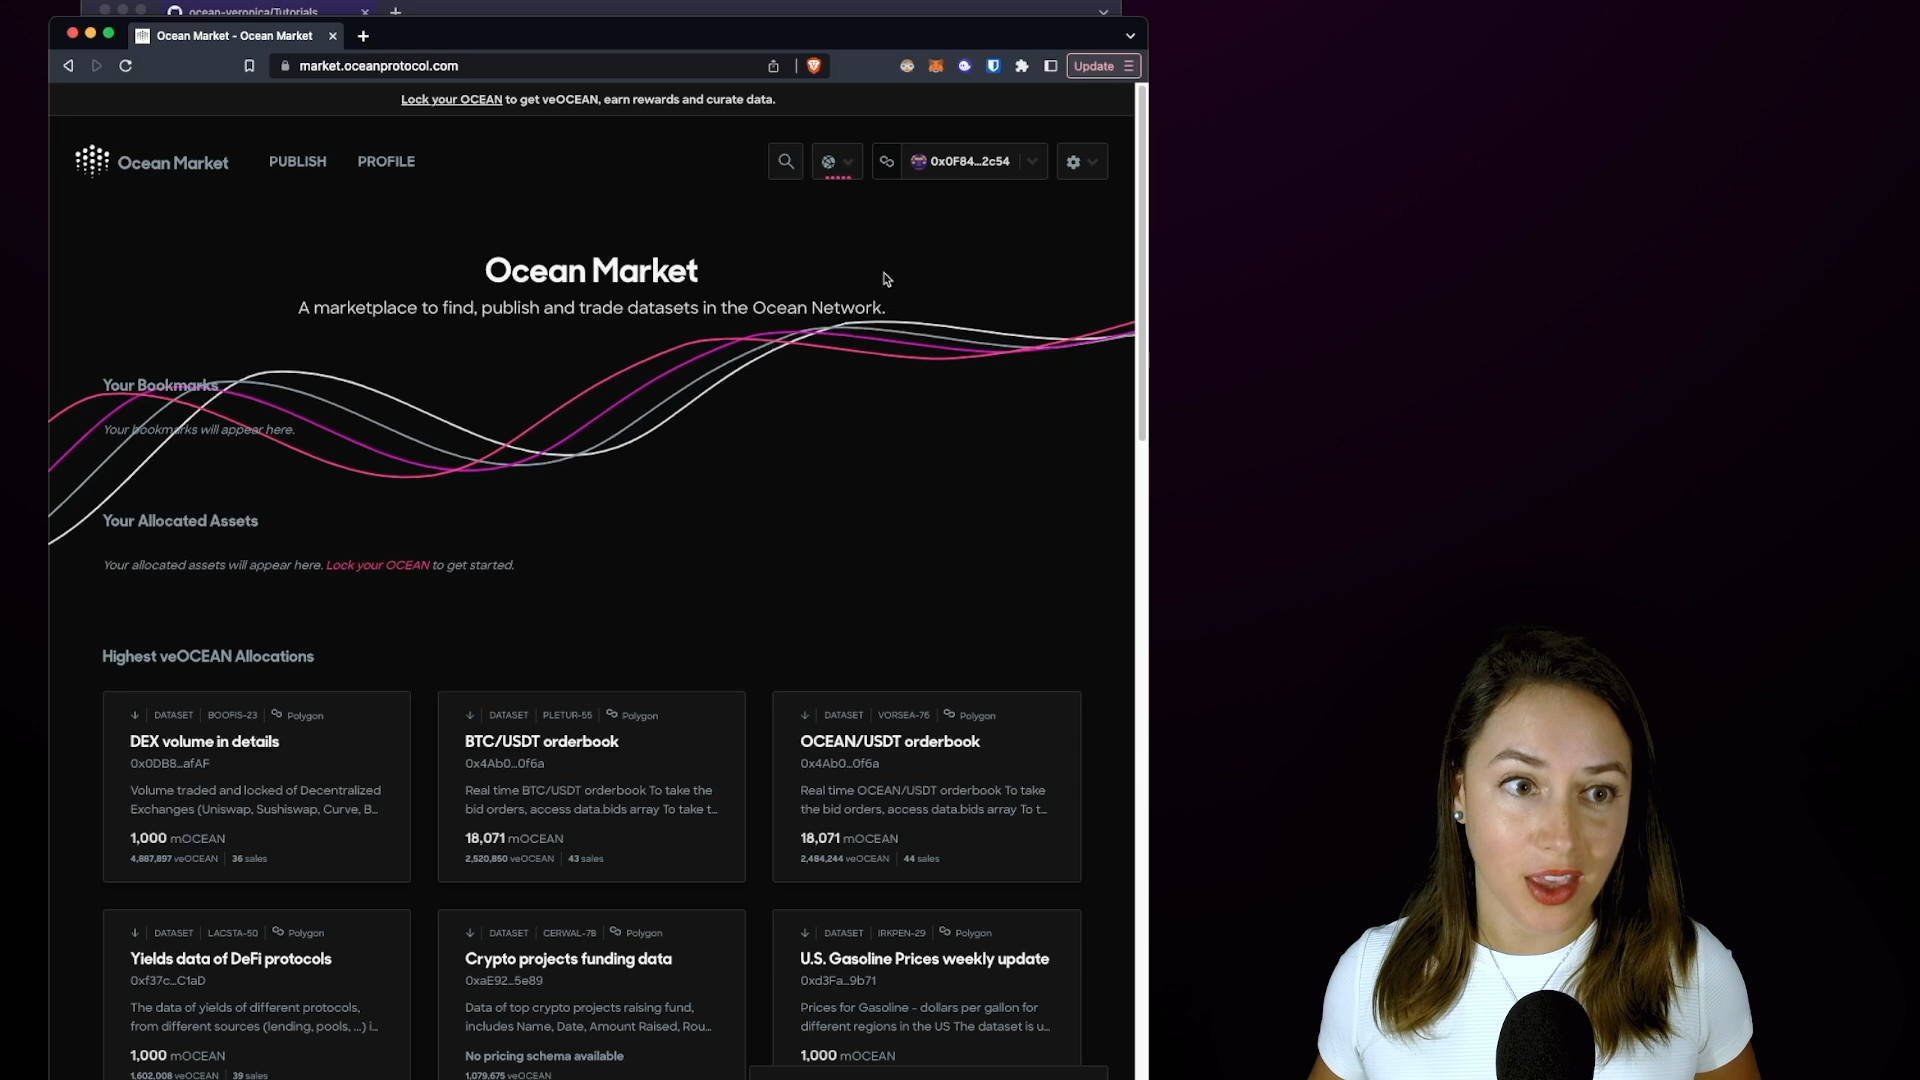 ocean-veronica/Tutorials
Ocean Market - Ocean Market
market.oceanprotocol.com
Update
Lock your OCEAN to get veOCEAN, earn rewards and curate data.
Ocean Market
PUBLISH
PROFILE
0x0F84...2c54
Ocean Market
A marketplace to find, publish and trade datasets in the Ocean Network.
Your Bookmarks
Your bookmarks will appear here.
Your Allocated Assets
Your allocated assets will appear here. Lock your OCEAN to get started.
Highest veOCEAN Allocations
DATASET BOOFIS-23 Polygon
DEX volume in details
0x0DB8...afAF
Volume traded and locked of Decentralized
Exchanges (Uniswap, Sushiswap, Curve, B...
1,000 mOCEAN
4,887,897 veOCEAN 36 sales
DATASET PLETUR-55 Polygon
BTC/USDT orderbook
0x4Ab0...0f6a
Real time BTC/USDT orderbook To take the
bid orders, access data.bids array To take t...
18,071 mOCEAN
2,520,850 veOCEAN 43 sales
DATASET VORSEA-76 Polygon
OCEAN/USDT orderbook
0x4Ab0...0f6a
Real time OCEAN/USDT orderbook To take
the bid orders, access data.bids array To t...
18,071 mOCEAN
2,484,244 veOCEAN 44 sales
DATASET LACSTA-50 Polygon
Yields data of DeFi protocols
0xf37c...C1aD
The data of yields of different protocols,
from different sources (lending, pools, ...) i...
1,000 mOCEAN
1,602,008 veOCEAN 39 sales
DATASET CERWAL-78 Polygon
Crypto projects funding data
0xaE92...5e89
Data of top crypto projects raising fund,
includes Name, Date, Amount Raised, Rou...
No pricing schema available
1,079,675 veOCEAN
DATASET IRKPEN-29 Polygon
U.S. Gasoline Prices weekly update
0xd3Fa...9b71
Prices for Gasoline - dollars per gallon for
different regions in the US The dataset is u...
1,000 mOCEAN